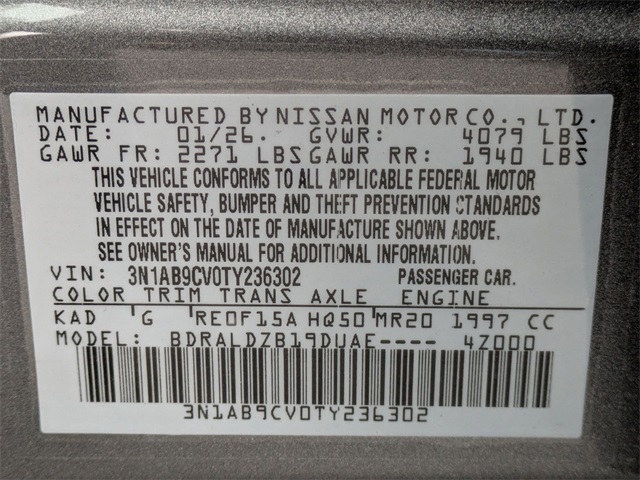 MANUFACTURED BY NISSAN MOTOR CO., LTD.
DATE: 01/26. GVWR: 4079 LBS
GAWR FR: 2271 LBS GAWR RR: 1940 LBS
THIS VEHICLE CONFORMS TO ALL APPLICABLE FEDERAL MOTOR
VEHICLE SAFETY, BUMPER AND THEFT PREVENTION STANDARDS
IN EFFECT ON THE DATE OF MANUFACTURE SHOWN ABOVE.
SEE OWNER'S MANUAL FOR ADDITIONAL INFORMATION.
VIN: 3N1AB9CV0TY236302 PASSENGER CAR.
COLOR TRIM TRANS AXLE ENGINE
KAD G RE0F15A HQ50 MR20 1997 CC
MODEL: BDRALDZB19DUAE---- 4Z000
3N1AB9CV0TY236302